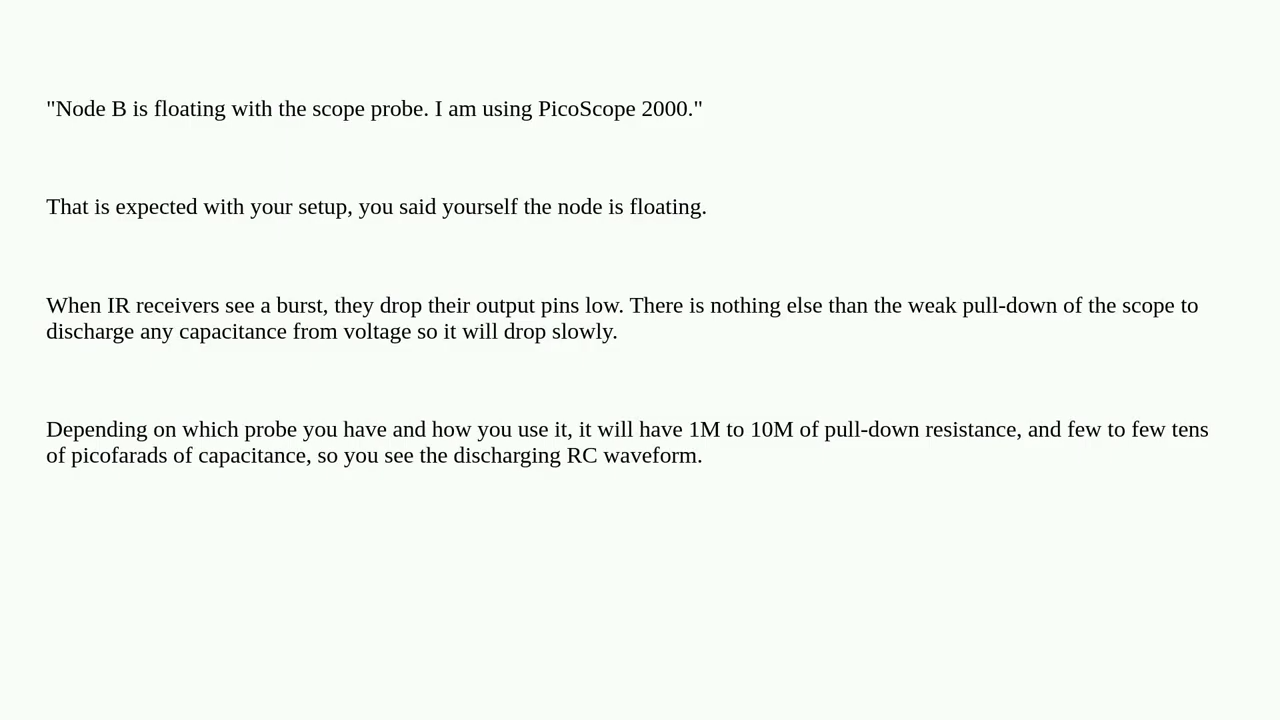 "Node B is floating with the scope probe. I am using PicoScope 2000."
That is expected with your setup, you said yourself the node is floating.
When IR receivers see a burst, they drop their output pins low. There is nothing else than the weak pull-down of the scope to
discharge any capacitance from voltage so it will drop slowly.
Depending on which probe you have and how you use it, it will have 1M to 10M of pull-down resistance, and few to few tens
of picofarads of capacitance, so you see the discharging RC waveform.